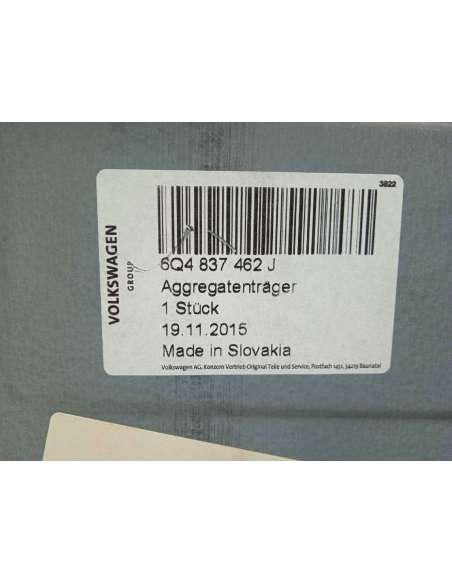 3822
VOLKSWAGEN
GROUP
6Q4 837 462 J
Aggregatenträger
1 Stück
19.11.2015
Made in Slovakia
Volkswagen AG, Konzern Vertrieb Original Teile und Service, Postfach 1452, 34219 Baunatal